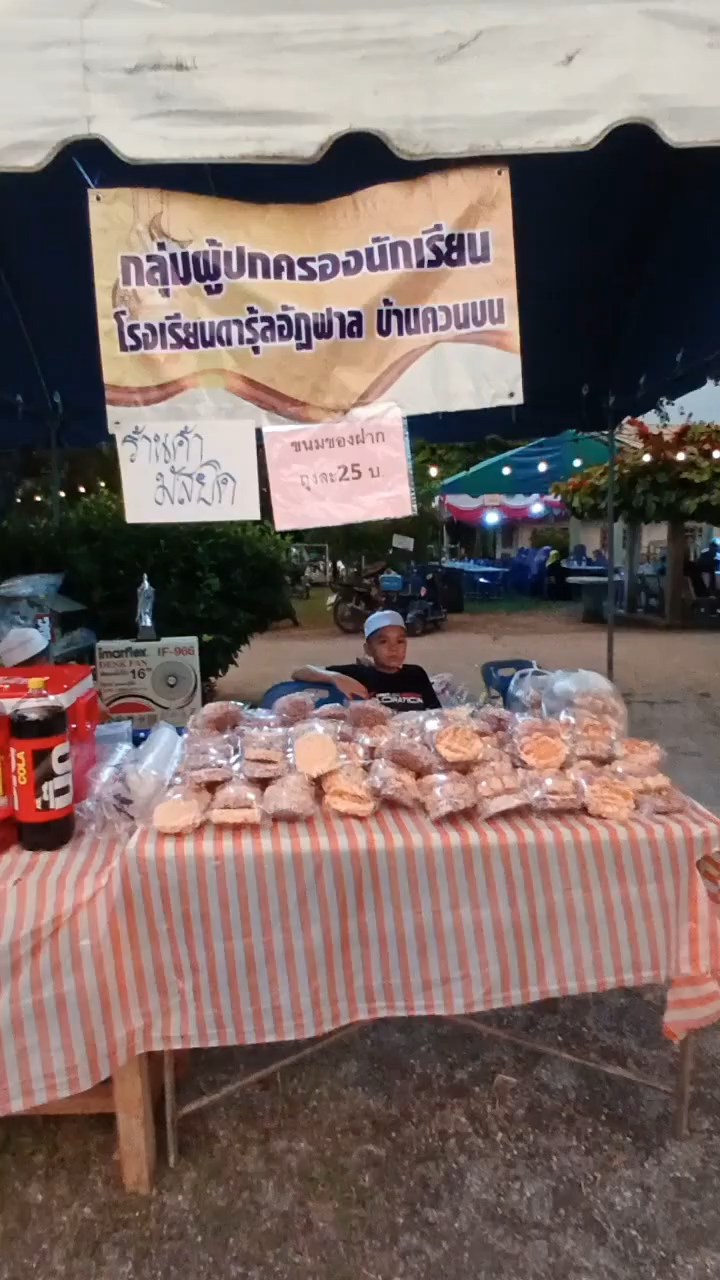 กลุ่มผู้ปกครองนักเรียน
โรงเรียนดารุ้ลอัฏฟาล บ้านควนบน
ร้านค้า
มัสยิด
ขนมของฝาก
ถุงละ25 บ.
imarflex. IF-966
DESK FAN
16"
COLA